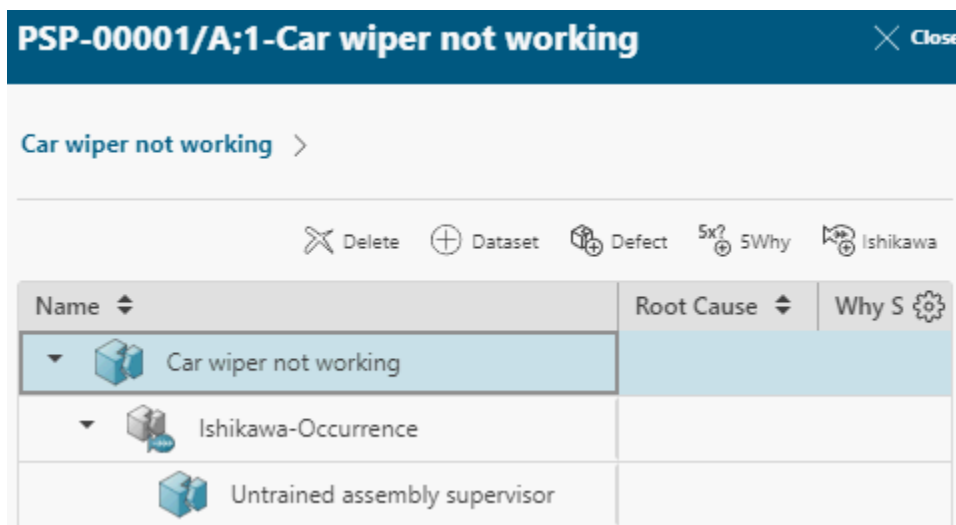 PSP-00001/A;1-Car wiper not working
Close
Car wiper not working >
Delete Dataset Defect 5x? 5Why Ishikawa
Name Root Cause Why S
Car wiper not working
Ishikawa-Occurrence
Untrained assembly supervisor